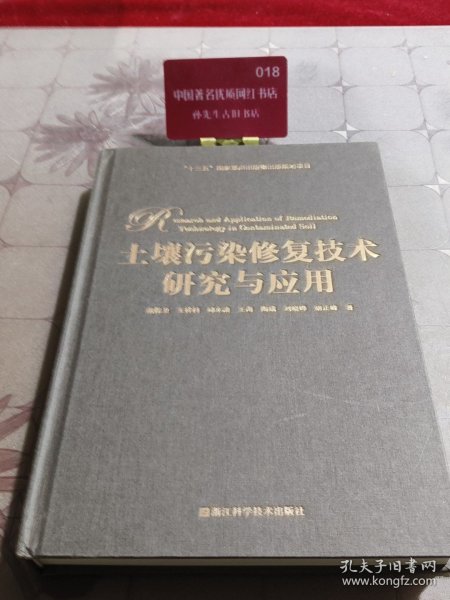 018
中国著名优质网红书店
孙先生古旧书店
"十三五"国家重点出版物出版规划项目
Research and Application of Remediation
Technology in Contaminated Soil
土壤污染修复技术
研究与应用
著
浙江科学技术出版社
孔夫子旧书网
www.kongfz.com